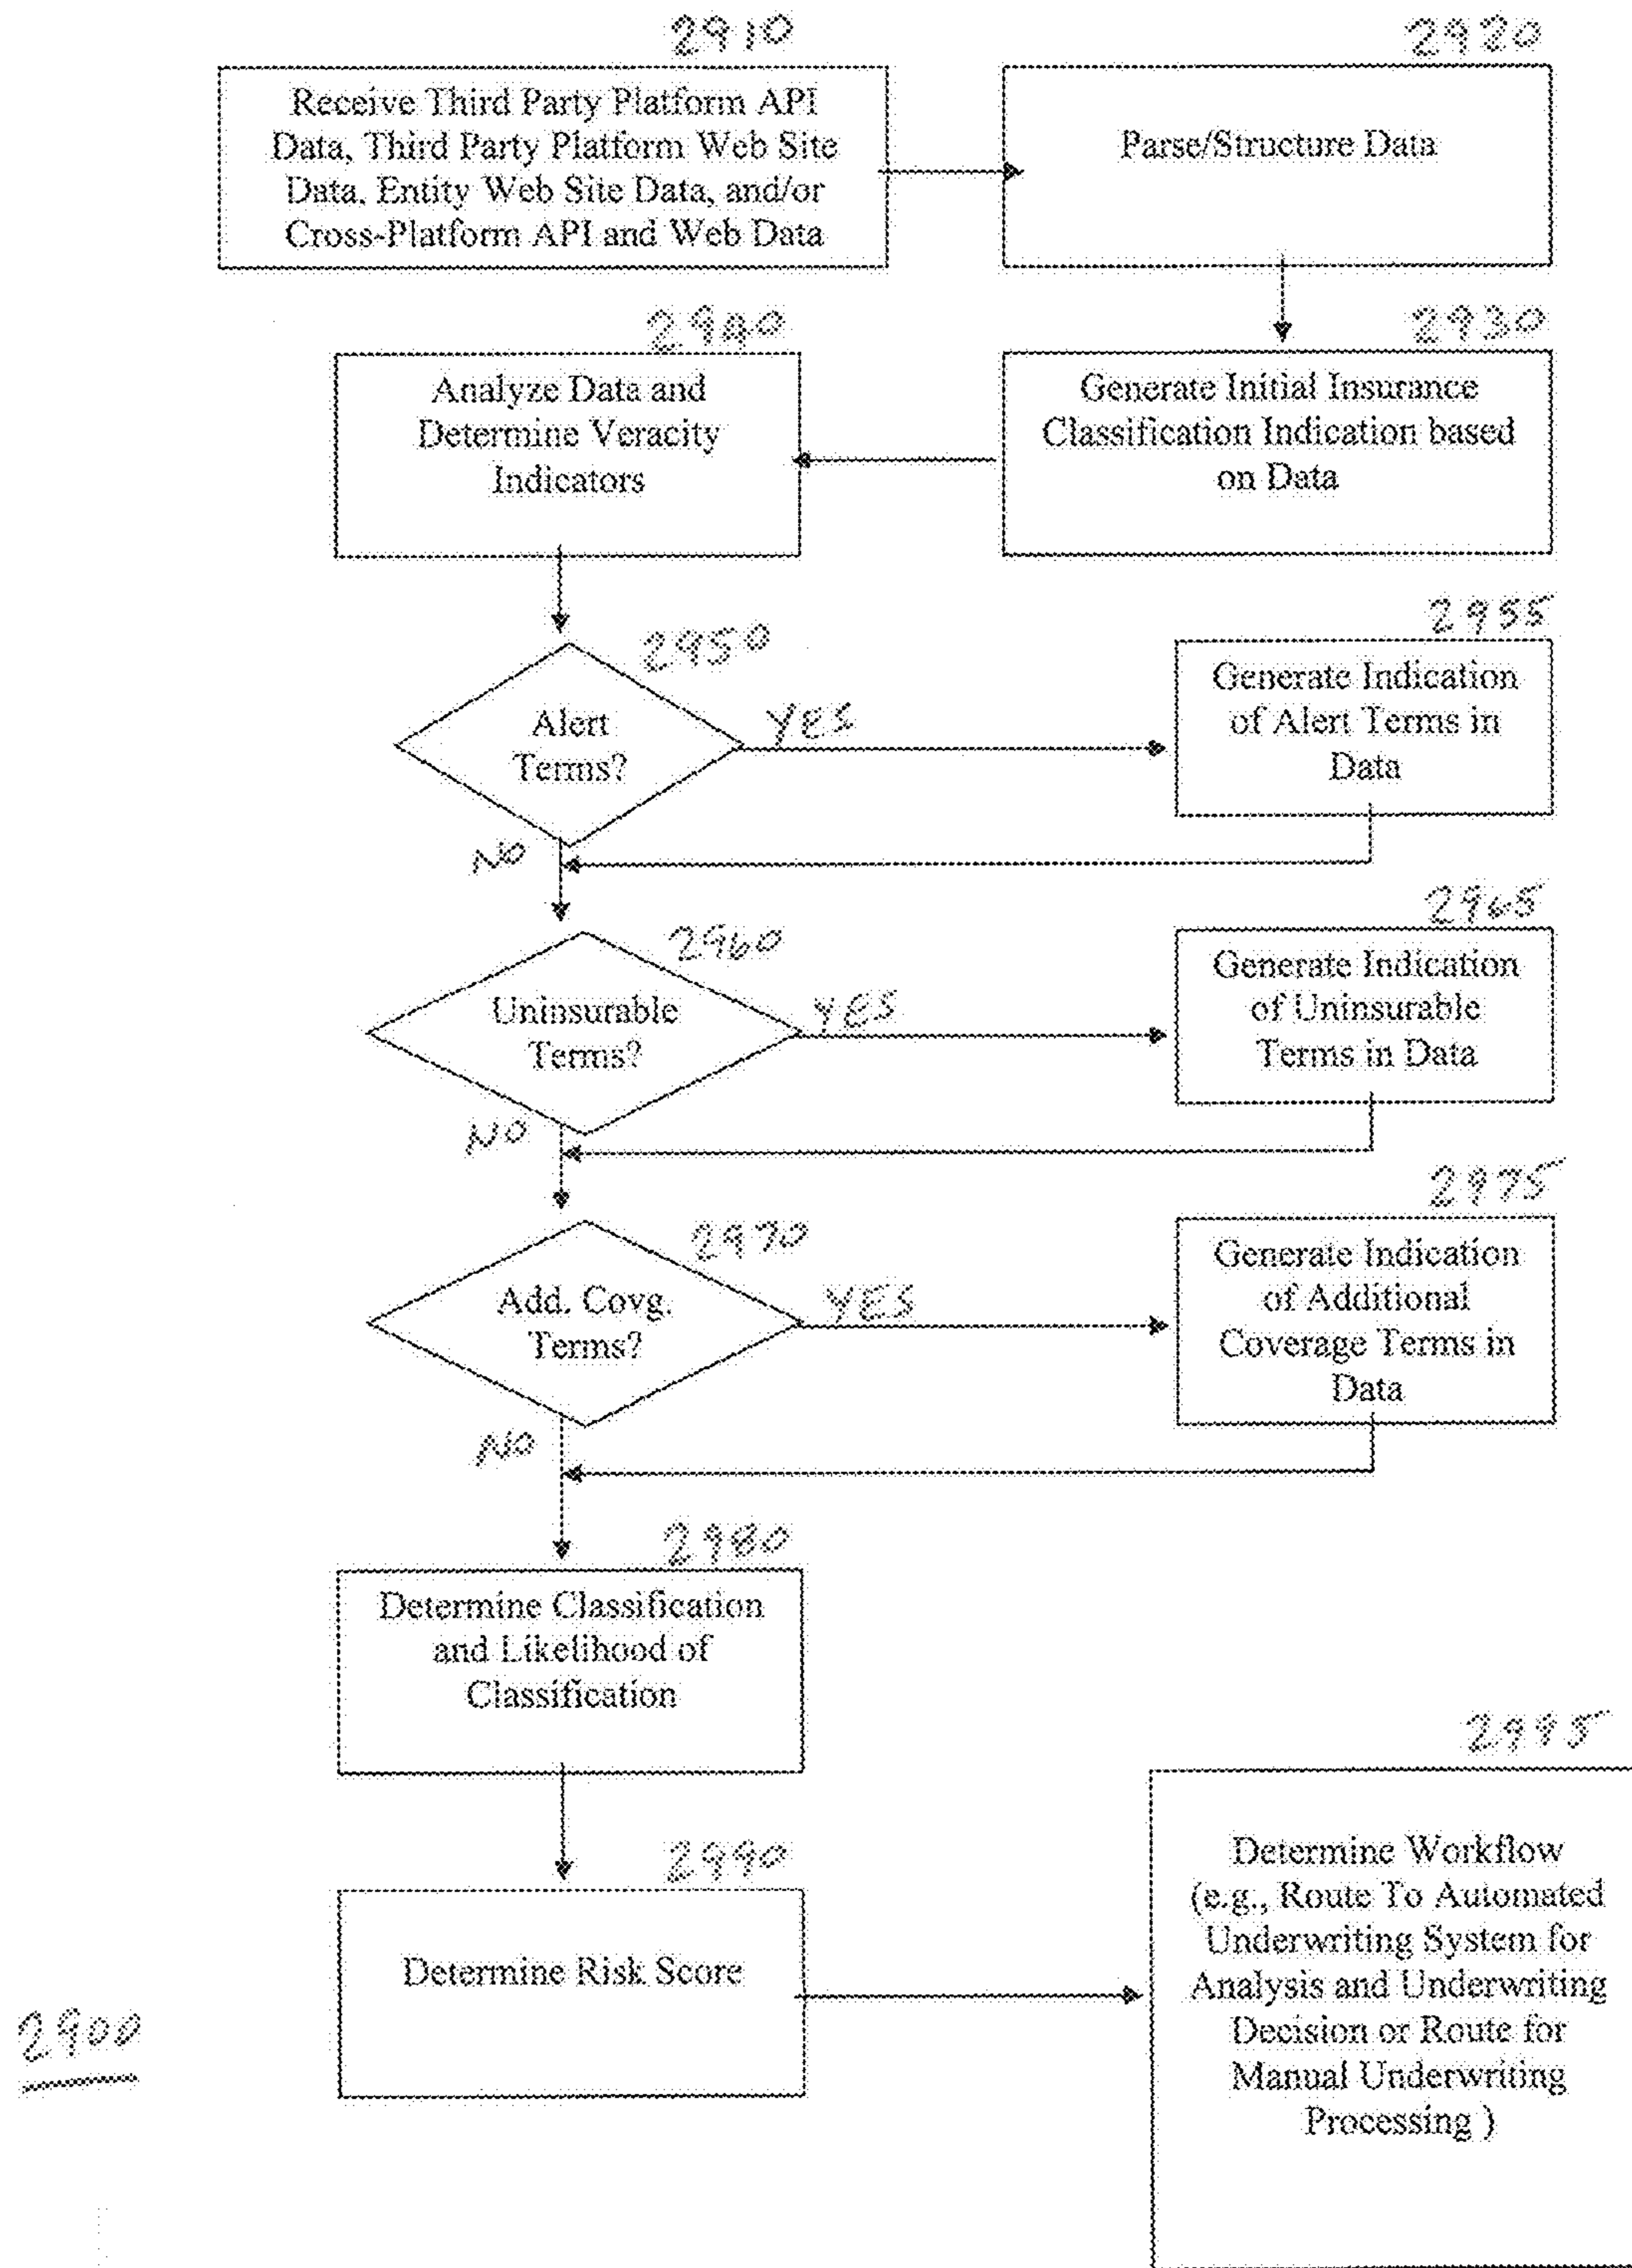 2910
Receive Third Party Platform API
Data, Third Party Platform Web Site
Data, Entity Web Site Data, and/or
Cross-Platform API and Web Data
2920
Parse/Structure Data
2930
Generate Initial Insurance
Classification Indication based
on Data
2940
Analyze Data and
Determine Veracity
Indicators
2950
Alert
Terms?
YES
NO
2955
Generate Indication
of Alert Terms in
Data
2960
Uninsurable
Terms?
YES
NO
2965
Generate Indication
of Uninsurable
Terms in Data
2970
Add. Covg.
Terms?
YES
NO
2975
Generate Indication
of Additional
Coverage Terms in
Data
2980
Determine Classification
and Likelihood of
Classification
2990
Determine Risk Score
2995
Determine Workflow
(e.g., Route To Automated
Underwriting System for
Analysis and Underwriting
Decision or Route for
Manual Underwriting
Processing )
2900